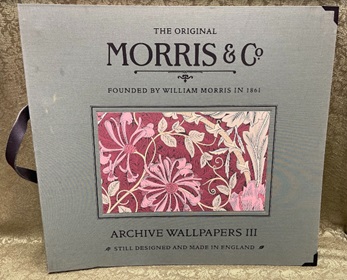 THE ORIGINAL
MORRIS & Co.
FOUNDED BY WILLIAM MORRIS IN 1861
ARCHIVE WALLPAPERS III
STILL DESIGNED AND MADE IN ENGLAND